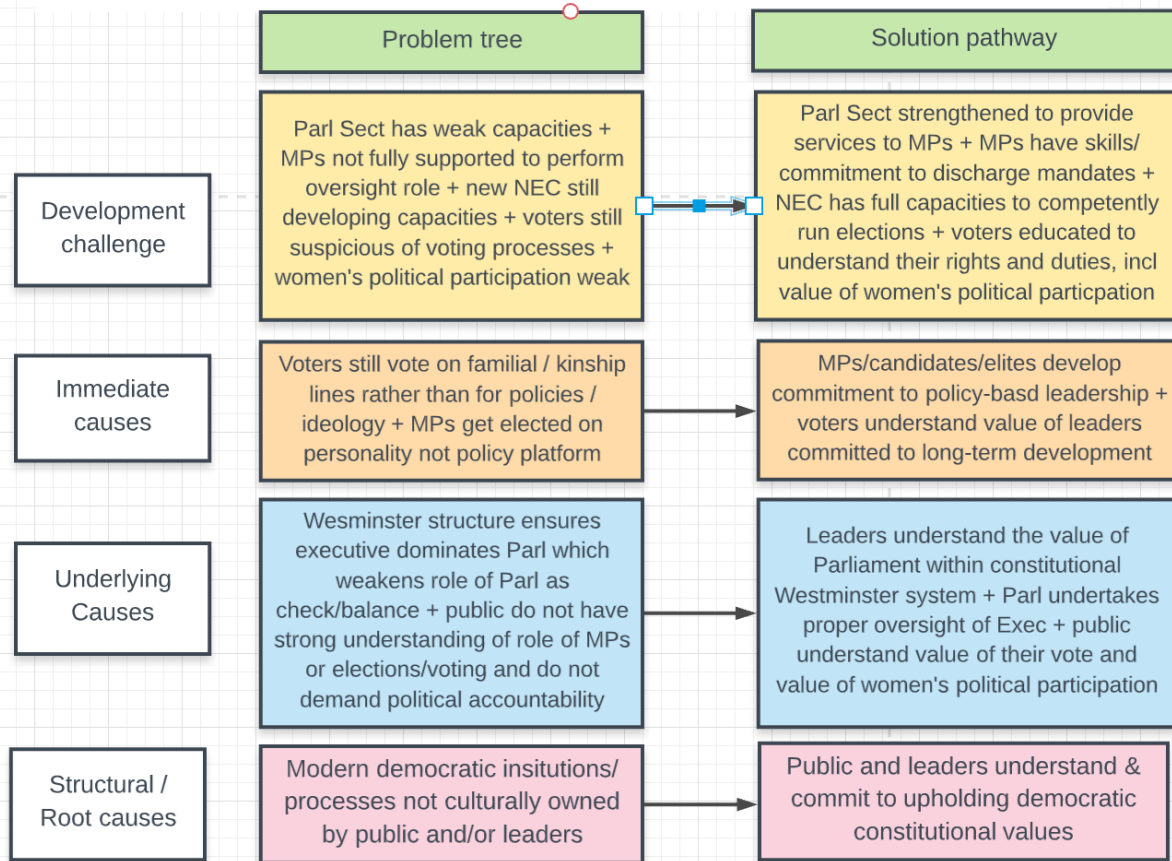 Problem tree
Solution pathway
Development
challenge
Parl Sect has weak capacities +
MPs not fully supported to perform
oversight role + new NEC still
developing capacities + voters still
suspicious of voting processes +
women's political participation weak
Parl Sect strengthened to provide
services to MPs + MPs have skills/
commitment to discharge mandates +
NEC has full capacities to competently
run elections + voters educated to
understand their rights and duties, incl
value of women's political particpation
Immediate
causes
Voters still vote on familial / kinship
lines rather than for policies /
ideology + MPs get elected on
personality not policy platform
MPs/candidates/elites develop
commitment to policy-basd leadership +
voters understand value of leaders
committed to long-term development
Underlying
Causes
Wesminster structure ensures
executive dominates Parl which
weakens role of Parl as
check/balance + public do not have
strong understanding of role of MPs
or elections/voting and do not
demand political accountability
Leaders understand the value of
Parliament within constitutional
Westminster system + Parl undertakes
proper oversight of Exec + public
understand value of their vote and
value of women's political participation
Structural /
Root causes
Modern democratic insitutions/
processes not culturally owned
by public and/or leaders
Public and leaders understand &
commit to upholding democratic
constitutional values